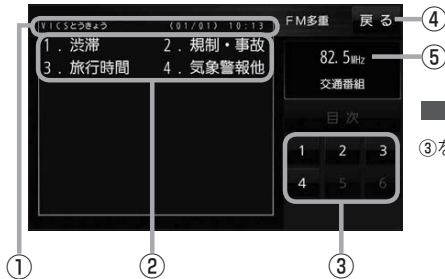 VICSとうきょう (01/01) 10:13 FM多重 戻る ④
1．渋滞 2．規制・事故
3．旅行時間 4．気象警報他
82.5MHz ⑤
交通番組
目次
③を
1 2 3
4 5 6
① ② ③